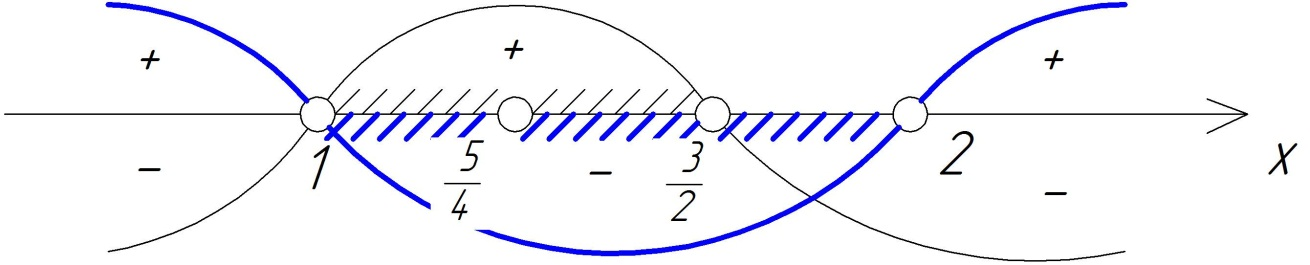 + + +
- - -
1 5/4 3/2 2 X